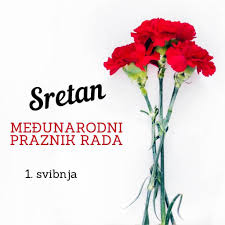 Sretan
MEĐUNARODNI
PRAZNIK RADA
1. svibnja